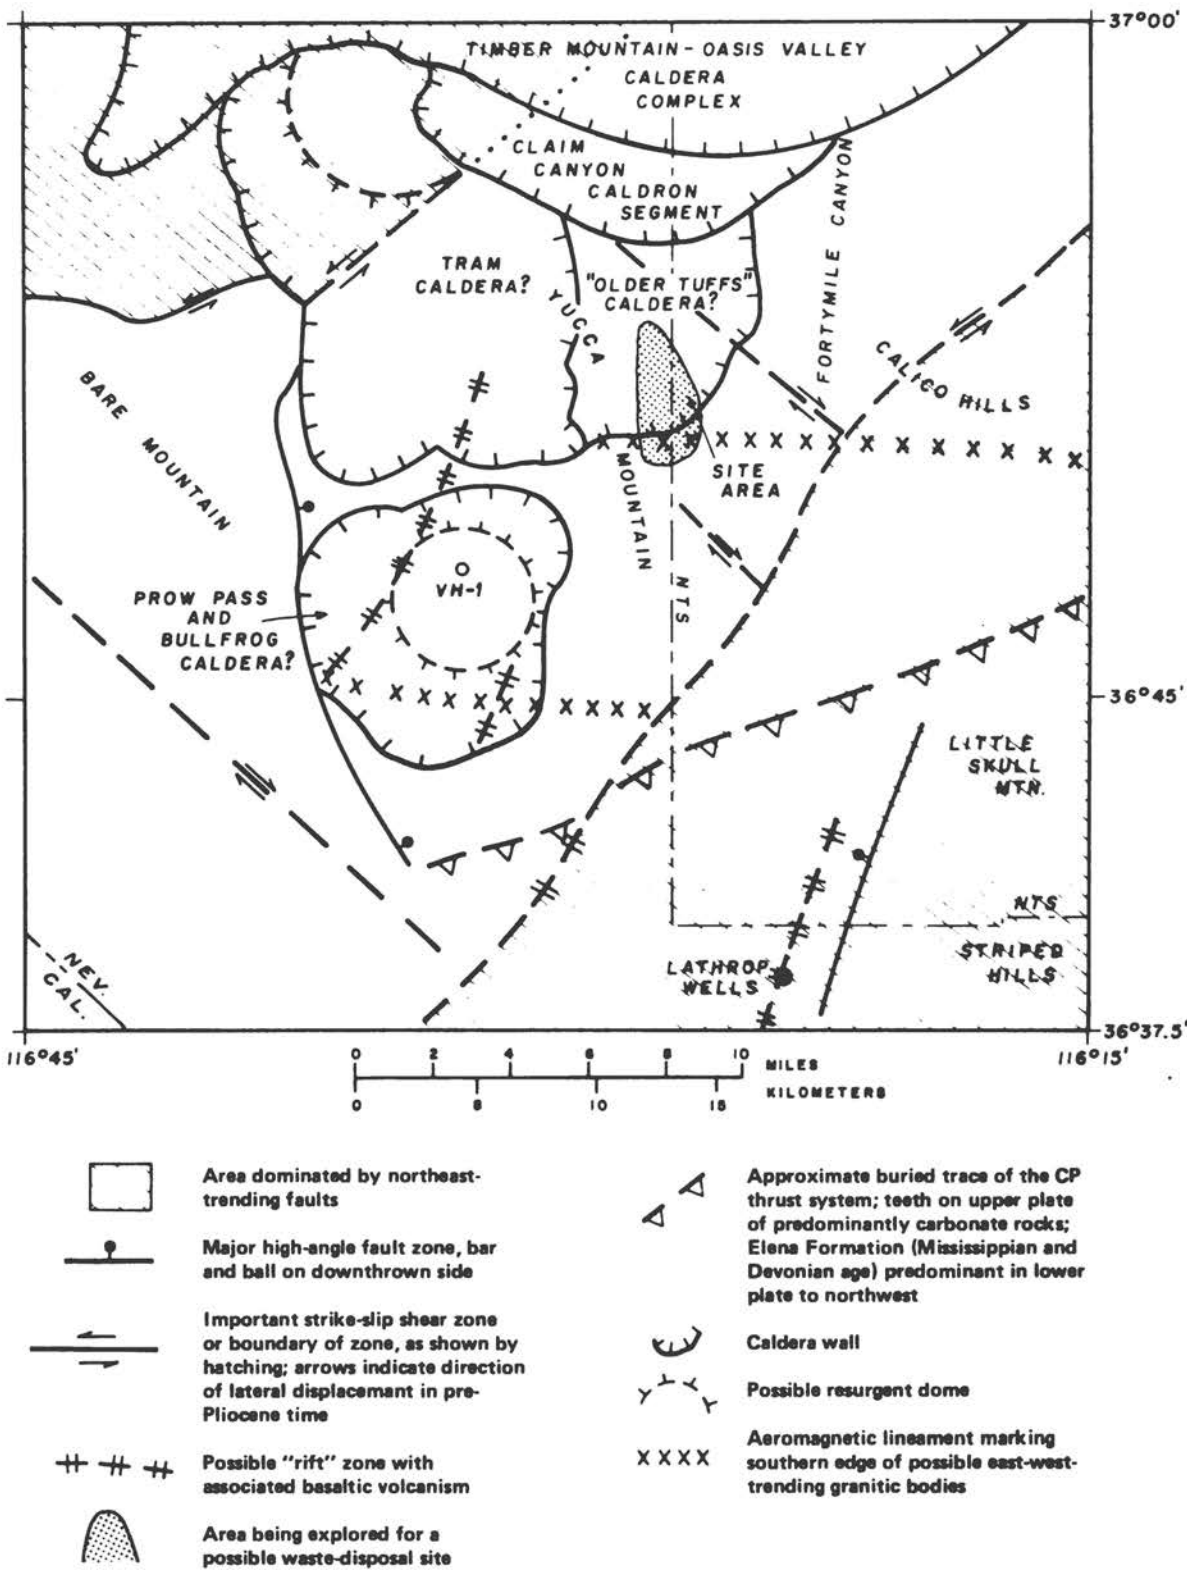 37°00'
TIMBER MOUNTAIN - OASIS VALLEY
CALDERA
COMPLEX
CLAIM
CANYON
CALDRON
SEGMENT
FORTYMILE CANYON
TRAM
CALDERA?
YUCCA
"OLDER TUFFS"
CALDERA?
CALICO HILLS
BARE MOUNTAIN
MOUNTAIN
SITE
AREA
VH-1
NTS
PROW PASS
AND
BULLFROG
CALDERA?
36°45'
LITTLE
SKULL
MTN.
NTS
STRIPED
HILLS
LATHROP
WELLS
NEV.
CAL.
36°37.5'
116°45'
116°15'
0 2 4 6 8 10
MILES
KILOMETERS
0 5 10 15
Area dominated by northeast-
trending faults
Major high-angle fault zone, bar
and ball on downthrown side
Important strike-slip shear zone
or boundary of zone, as shown by
hatching; arrows indicate direction
of lateral displacemant in pre-
Pliocene time
Possible "rift" zone with
associated basaltic volcanism
Area being explored for a
possible waste-disposal site
Approximate buried trace of the CP
thrust system; teeth on upper plate
of predominantly carbonate rocks;
Elena Formation (Mississippian and
Devonian age) predominant in lower
plate to northwest
Caldera wall
Possible resurgent dome
Aeromagnetic lineament marking
southern edge of possible east-west-
trending granitic bodies